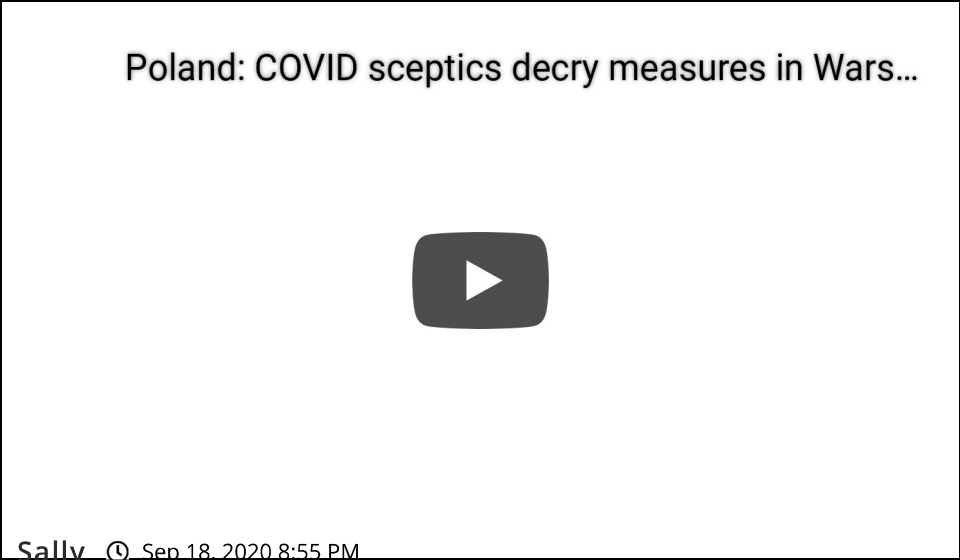 Poland: COVID sceptics decry measures in Wars...
Sally Sep 18, 2020 8:55 PM